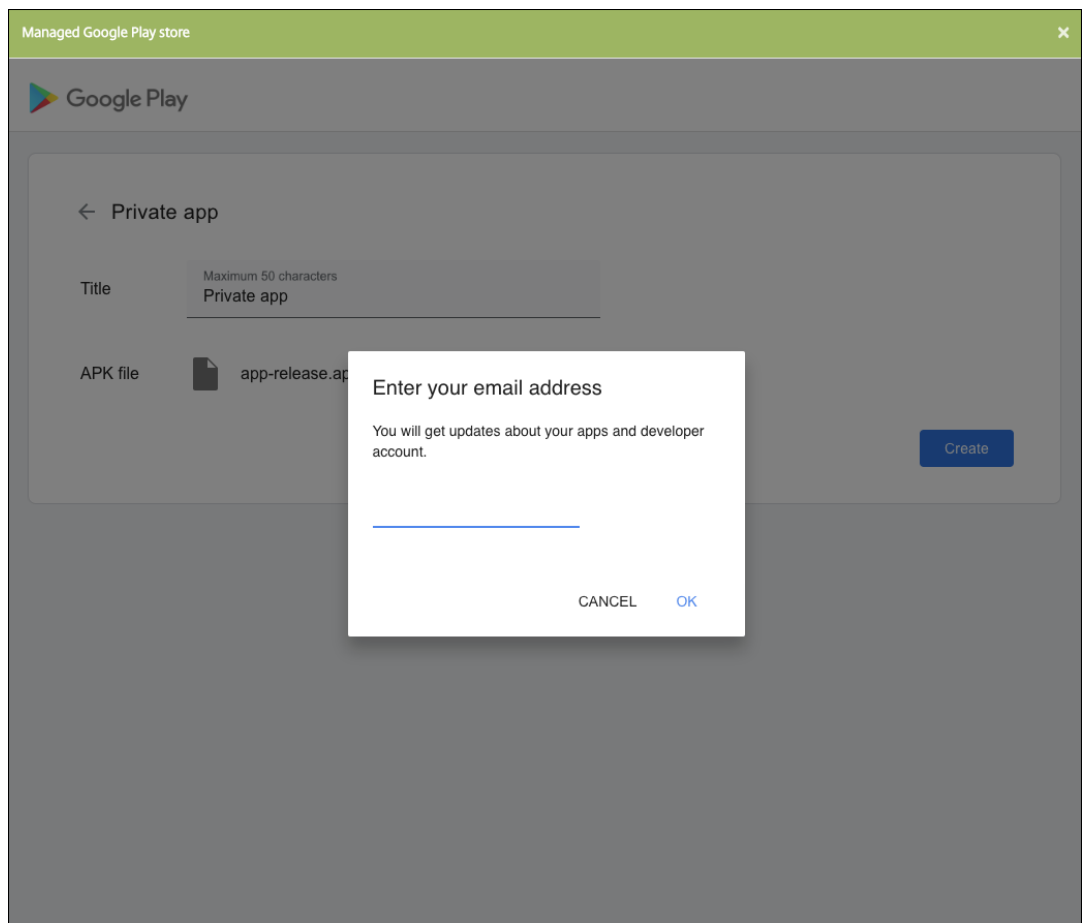 Managed Google Play store
×
Google Play
Private app
Maximum 50 characters
Title
Private app
APK file
app-release.ap
Enter your email address
You will get updates about your apps and developer
account.
Create
CANCEL OK